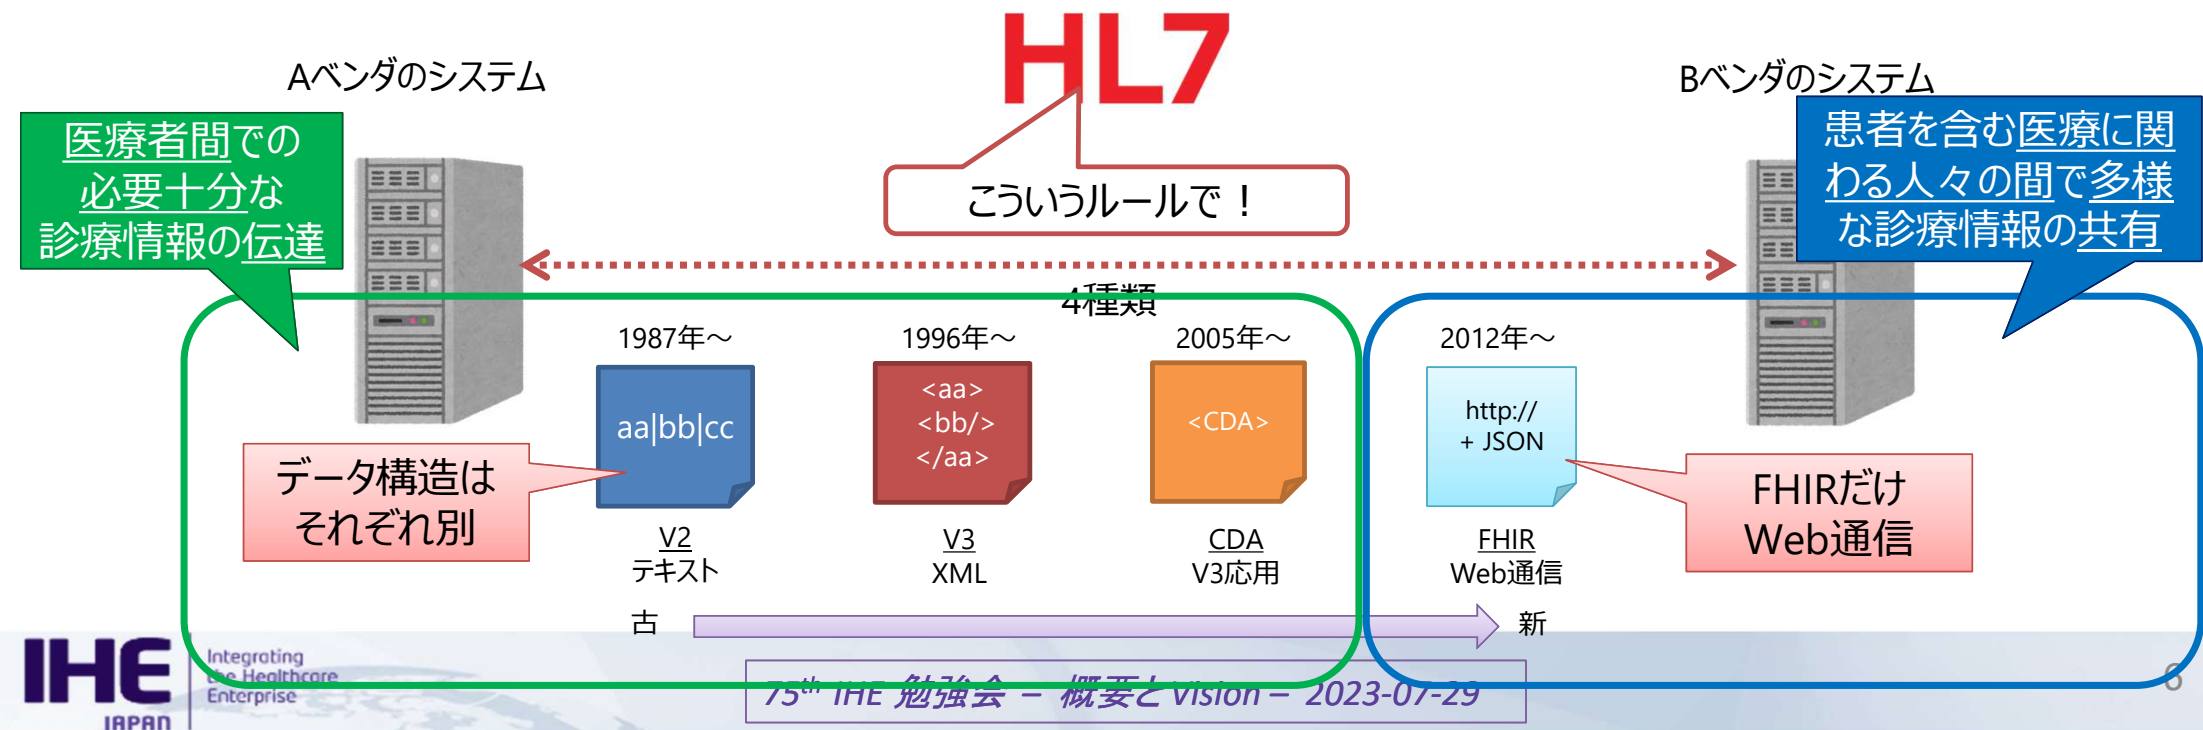 HL7
Aベンダのシステム
Bベンダのシステム
医療者間での
必要十分な
診療情報の伝達
こういうルールで！
患者を含む医療に関
わる人々の間で多様
な診療情報の共有
4種類
1987年～
1996年～
2005年～
2012年～
aa|bb|cc
<aa>
<bb/>
</aa>
<CDA>
http://
+ JSON
データ構造は
それぞれ別
FHIRだけ
Web通信
V2
テキスト
V3
XML
CDA
V3応用
FHIR
Web通信
古
新
IHE
JAPAN
Integrating
the Healthcare
Enterprise
75th IHE 勉強会 – 概要とVision – 2023-07-29
6